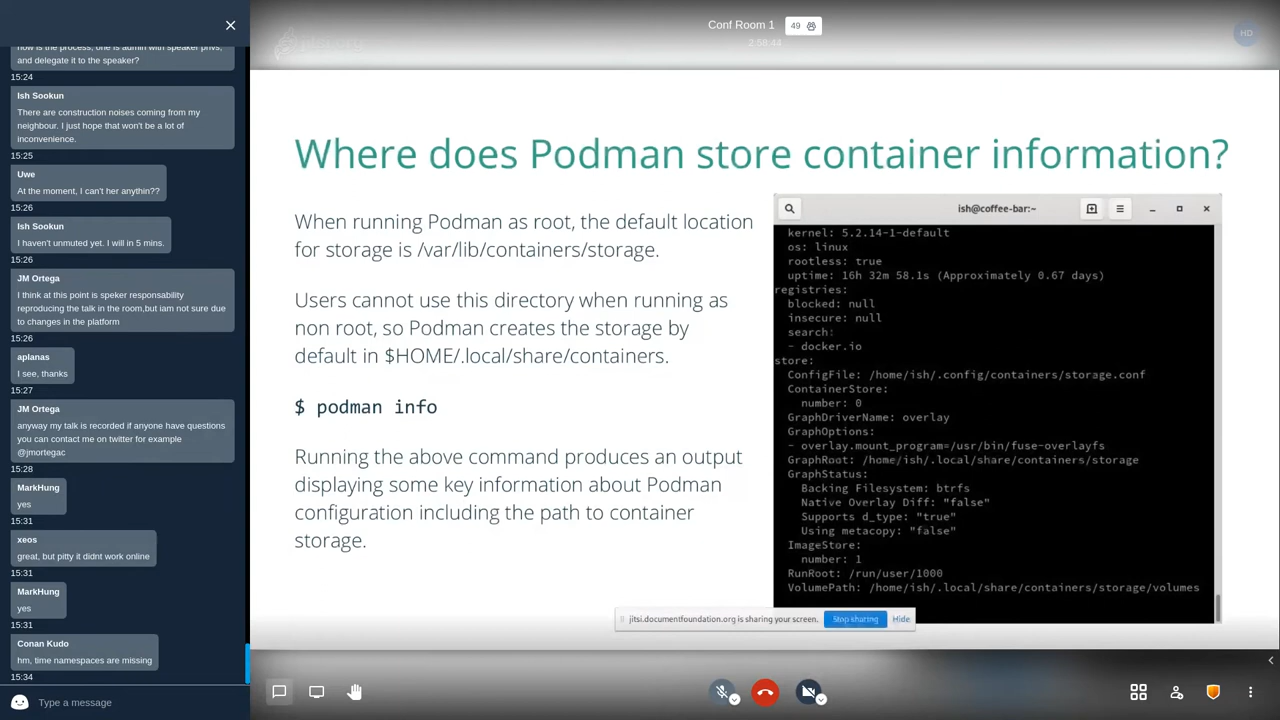 now is the process, one is admin with speaker privs,
and delegate it to the speaker?
15:24
Ish Sookun
There are construction noises coming from my
neighbour. I just hope that won't be a lot of
inconvenience.
15:25
Uwe
At the moment, I can't her anythin??
15:26
Ish Sookun
I haven't unmuted yet. I will in 5 mins.
15:26
JM Ortega
I think at this point is speker responsability
reproducing the talk in the room,but iam not sure due
to changes in the platform
15:26
aplanas
I see, thanks
15:27
JM Ortega
anyway my talk is recorded if anyone have questions
you can contact me on twitter for example
@jmortegac
15:28
MarkHung
yes
15:31
xeos
great, but pitty it didnt work online
15:31
MarkHung
yes
15:31
Conan Kudo
hm, time namespaces are missing
15:34
Type a message
jitsi.org
Conf Room 1
49
2:58:44
HD
Where does Podman store container information?
When running Podman as root, the default location
for storage is /var/lib/containers/storage.
Users cannot use this directory when running as
non root, so Podman creates the storage by
default in $HOME/.local/share/containers.
$ podman info
Running the above command produces an output
displaying some key information about Podman
configuration including the path to container
storage.
ish@coffee-bar:~
kernel: 5.2.14-1-default
os: linux
rootless: true
uptime: 16h 32m 58.1s (Approximately 0.67 days)
registries:
blocked: null
insecure: null
search:
- docker.io
store:
ConfigFile: /home/ish/.config/containers/storage.conf
ContainerStore:
number: 0
GraphDriverName: overlay
GraphOptions:
- overlay.mount_program=/usr/bin/fuse-overlayfs
GraphRoot: /home/ish/.local/share/containers/storage
GraphStatus:
Backing Filesystem: btrfs
Native Overlay Diff: "false"
Supports d_type: "true"
Using metacopy: "false"
ImageStore:
number: 1
RunRoot: /run/user/1000
VolumePath: /home/ish/.local/share/containers/storage/volumes
jitsi.documentfoundation.org is sharing your screen.
Stop sharing
Hide